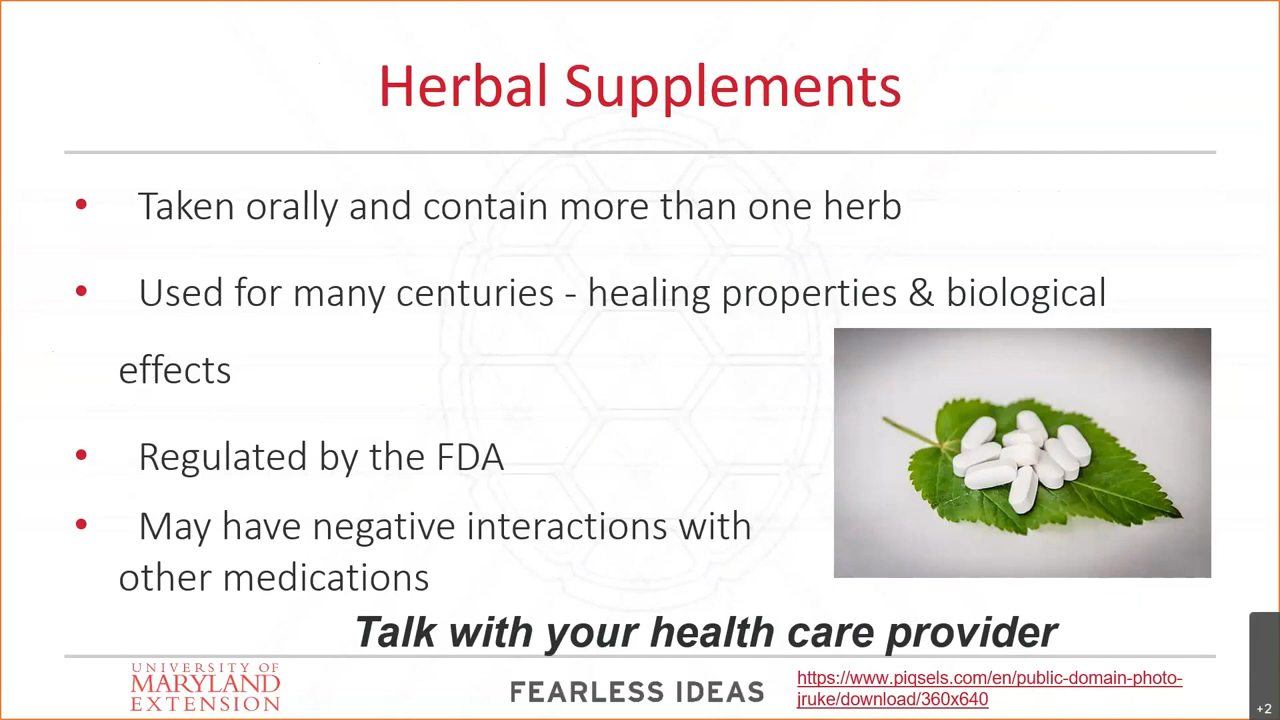 Herbal Supplements
• Taken orally and contain more than one herb
• Used for many centuries - healing properties & biological
effects
• Regulated by the FDA
• May have negative interactions with
other medications
Talk with your health care provider
UNIVERSITY OF
MARYLAND
EXTENSION
FEARLESS IDEAS
https://www.piqsels.com/en/public-domain-photo-
jruke/download/360x640
+2